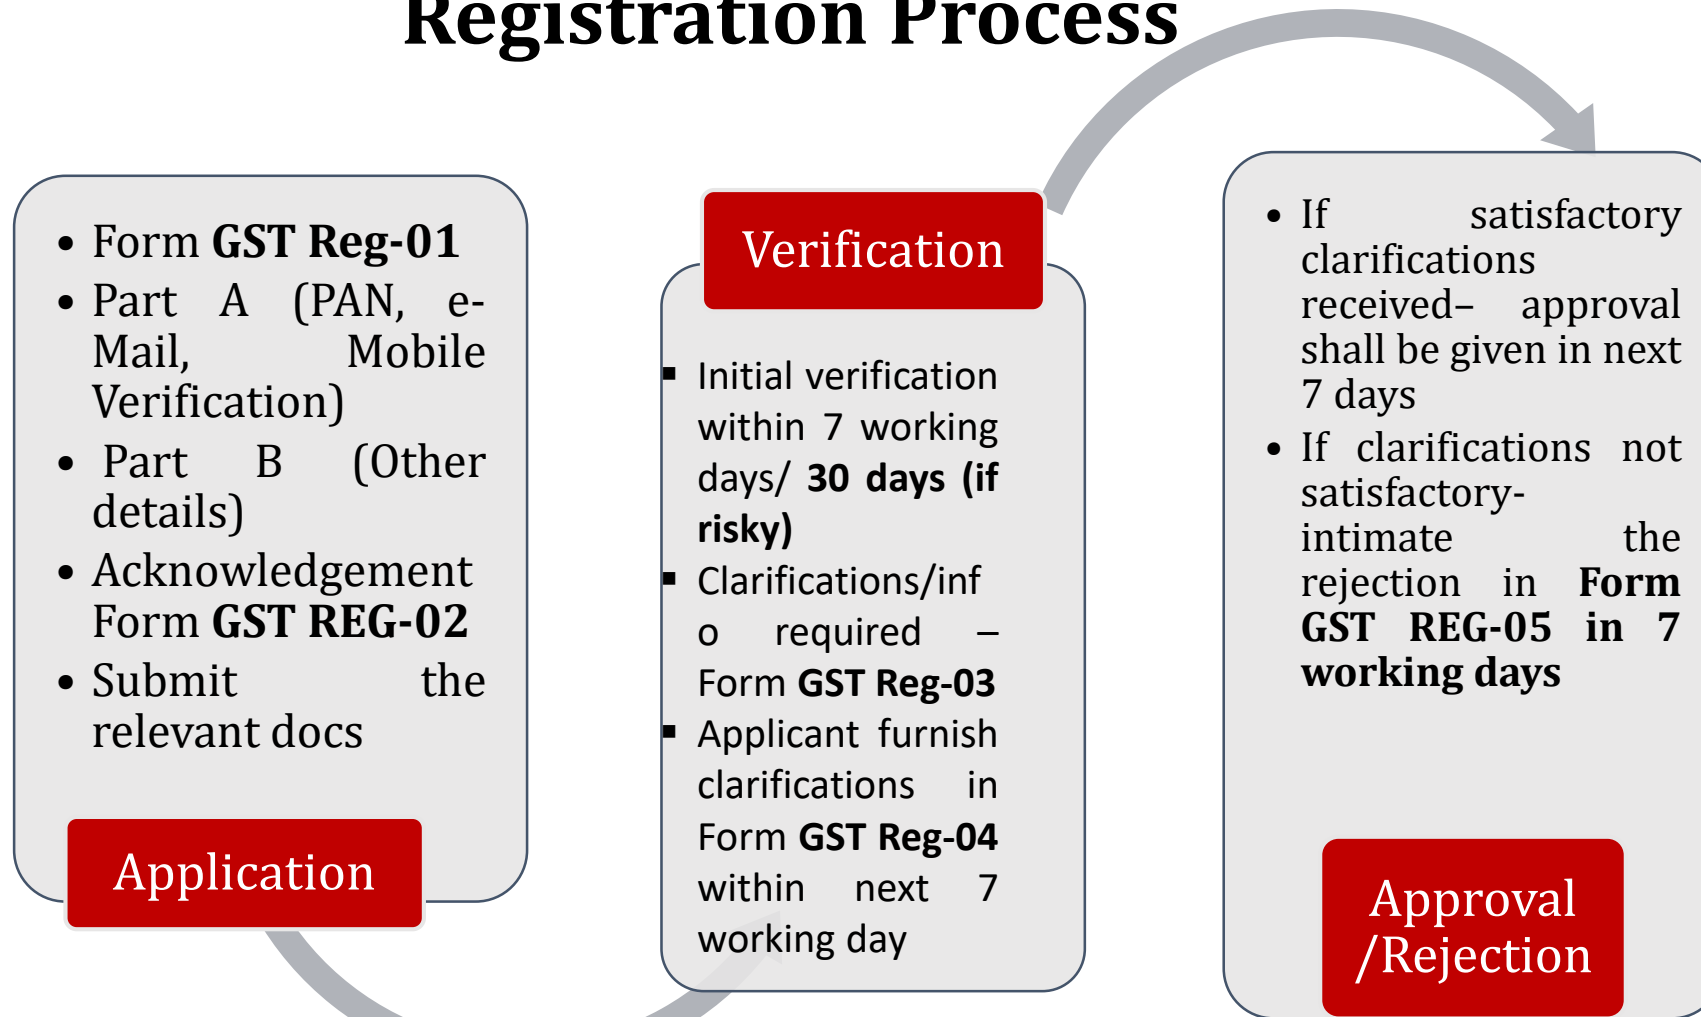 Registration Process
• Form GST Reg-01
• Part A (PAN, e-
Mail, Mobile
Verification)
• Part B (Other
details)
• Acknowledgement
Form GST REG-02
• Submit the
relevant docs
Application
Verification
▪ Initial verification
within 7 working
days/ 30 days (if
risky)
▪ Clarifications/inf
o required –
Form GST Reg-03
▪ Applicant furnish
clarifications in
Form GST Reg-04
within next 7
working day
• If satisfactory
clarifications
received– approval
shall be given in next
7 days
• If clarifications not
satisfactory-
intimate the
rejection in Form
GST REG-05 in 7
working days
Approval
/Rejection